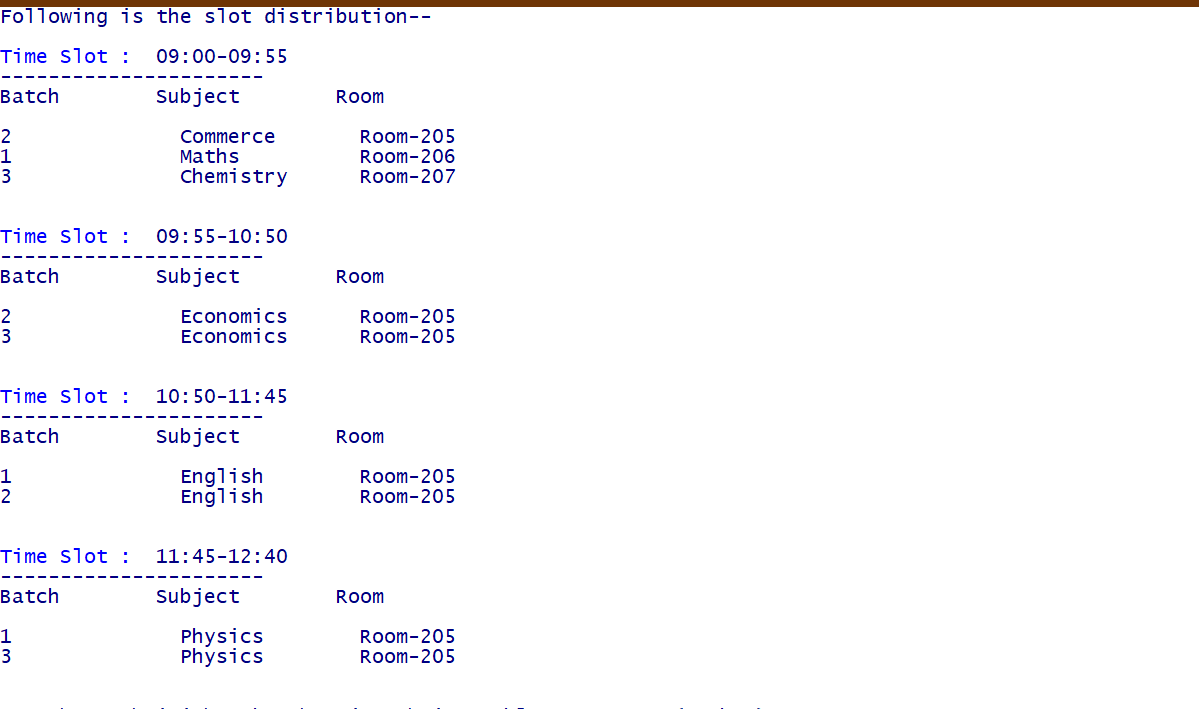 Following is the slot distribution--
Time Slot :  09:00-09:55
----------------------
Batch        Subject        Room
2              Commerce       Room-205
1              Maths          Room-206
3              Chemistry      Room-207
Time Slot :  09:55-10:50
----------------------
Batch        Subject        Room
2              Economics      Room-205
3              Economics      Room-205
Time Slot :  10:50-11:45
----------------------
Batch        Subject        Room
1              English        Room-205
2              English        Room-205
Time Slot :  11:45-12:40
----------------------
Batch        Subject        Room
1              Physics        Room-205
3              Physics        Room-205